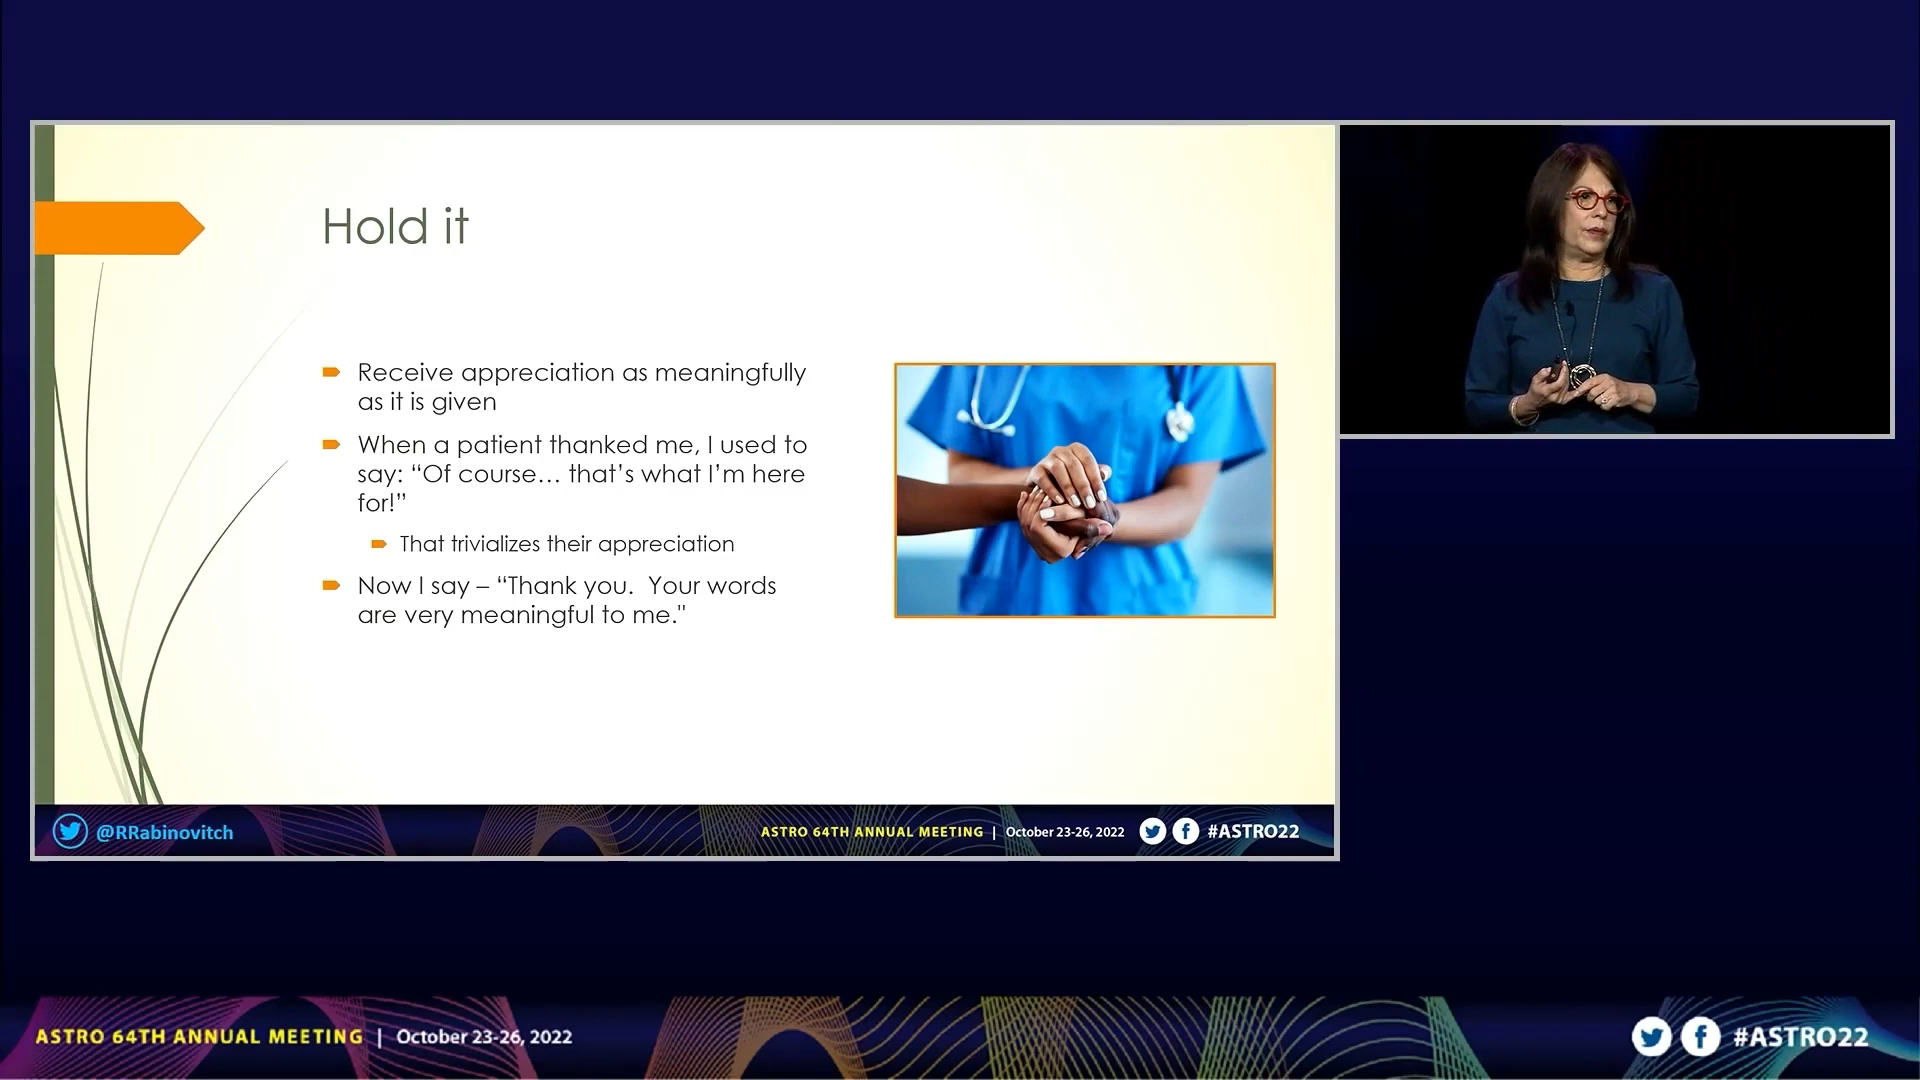 Hold it
Receive appreciation as meaningfully
as it is given
When a patient thanked me, I used to
say: “Of course… that’s what I’m here
for!”
That trivializes their appreciation
Now I say – “Thank you.  Your words
are very meaningful to me."
@RRabinovitch
ASTRO 64TH ANNUAL MEETING | October 23-26, 2022
#ASTRO22
ASTRO 64TH ANNUAL MEETING | October 23-26, 2022
#ASTRO22